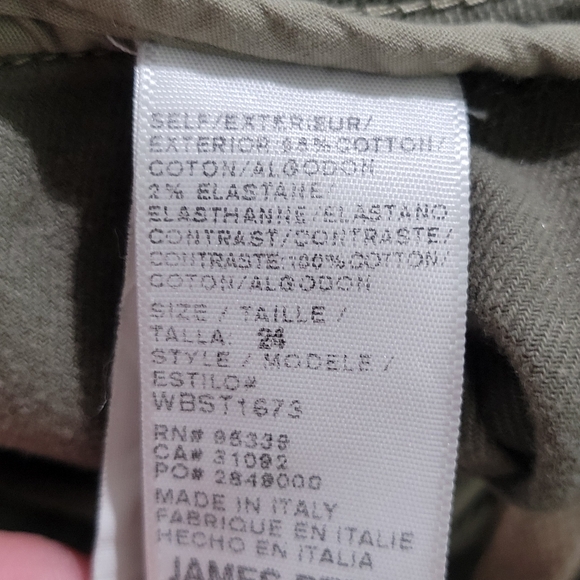 SELF/EXTERIEUR/
EXTERIOR 98%COTTON/
COTON/ALGODON
2% ELASTANE/
ELASTHANNE/ELASTANO
CONTRAST/CONTRASTE/
CONTRASTE:100%COTTON/
COTON/ALGODON
SIZE / TAILLE /
TALLA: 24
STYLE / MODELE /
ESTILO#
WBST1673
RN# 95339
CA# 31092
PO# 2849000
MADE IN ITALY
FABRIQUE EN ITALIE
HECHO EN ITALIA
JAMES